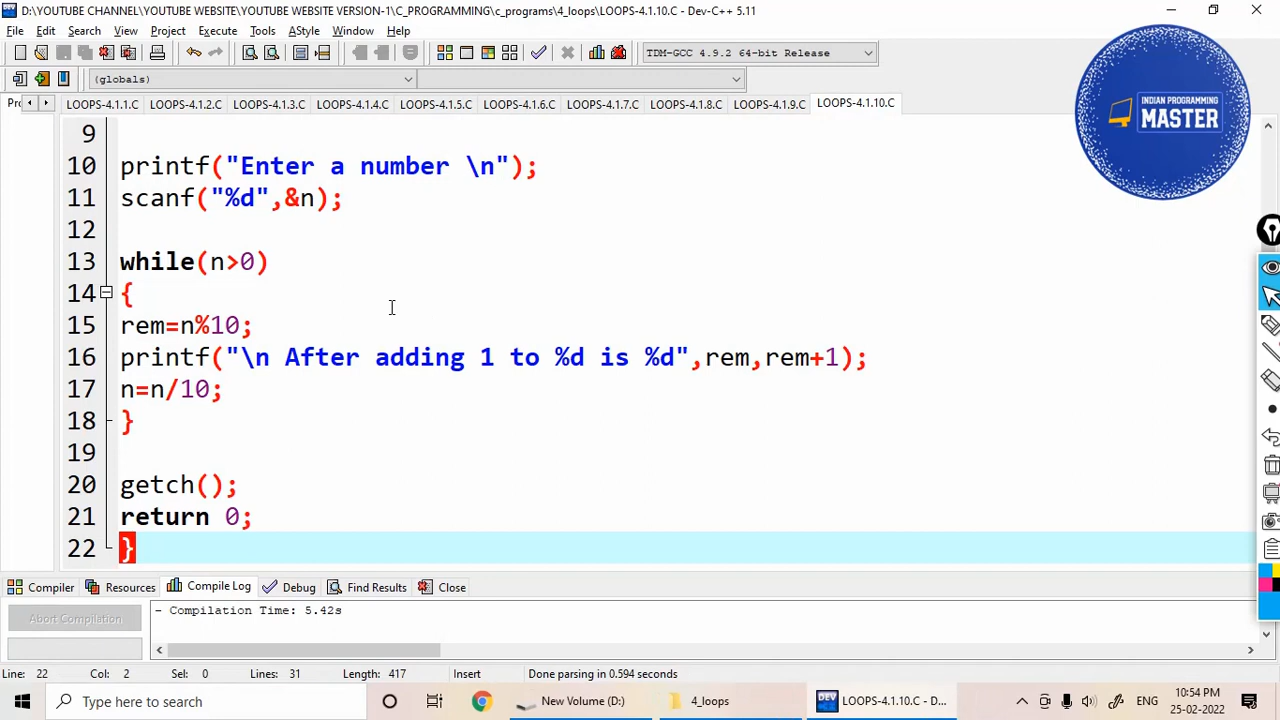 D:\YOUTUBE CHANNEL\YOUTUBE WEBSITE\YOUTUBE WEBSITE VERSION-1\C_PROGRAMMING\c_programs\4_loops\LOOPS-4.1.10.C - Dev-C++ 5.11
File Edit Search View Project Execute Tools AStyle Window Help
TDM-GCC 4.9.2 64-bit Release
(globals)
LOOPS-4.1.1.C LOOPS-4.1.2.C LOOPS-4.1.3.C LOOPS-4.1.4.C LOOPS-4.1.5.C LOOPS-4.1.6.C LOOPS-4.1.7.C LOOPS-4.1.8.C LOOPS-4.1.9.C LOOPS-4.1.10.C
INDIAN PROGRAMMING
MASTER
9
10 printf("Enter a number \n");
11 scanf("%d",&n);
12
13 while(n>0)
14 {
15 rem=n%10;
16 printf("\n After adding 1 to %d is %d",rem,rem+1);
17 n=n/10;
18 }
19
20 getch();
21 return 0;
22 }
Compiler Resources Compile Log Debug Find Results Close
Abort Compilation
- Compilation Time: 5.42s
Line: 22 Col: 2 Sel: 0 Lines: 31 Length: 417 Insert Done parsing in 0.594 seconds
Type here to search
New Volume (D:)
4_loops
LOOPS-4.1.10.C - D...
ENG
10:54 PM
25-02-2022